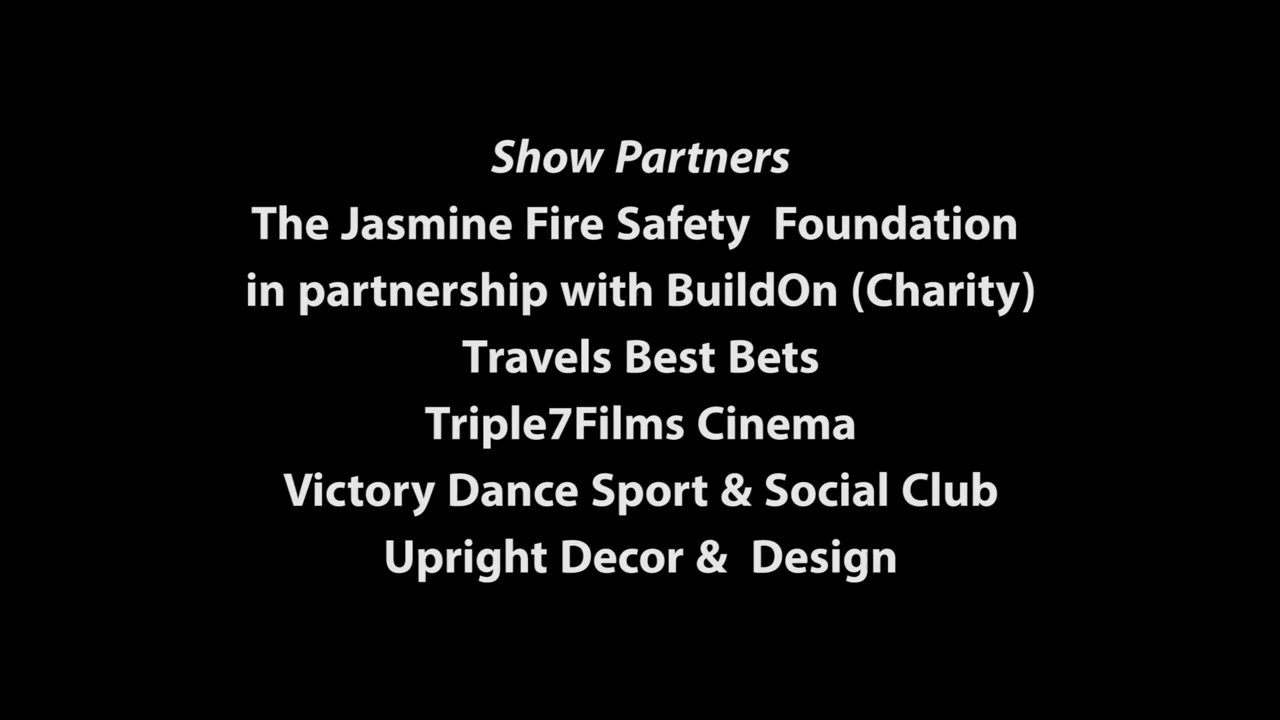 Show Partners
The Jasmine Fire Safety  Foundation
in partnership with BuildOn (Charity)
Travels Best Bets
Triple7Films Cinema
Victory Dance Sport & Social Club
Upright Decor &  Design